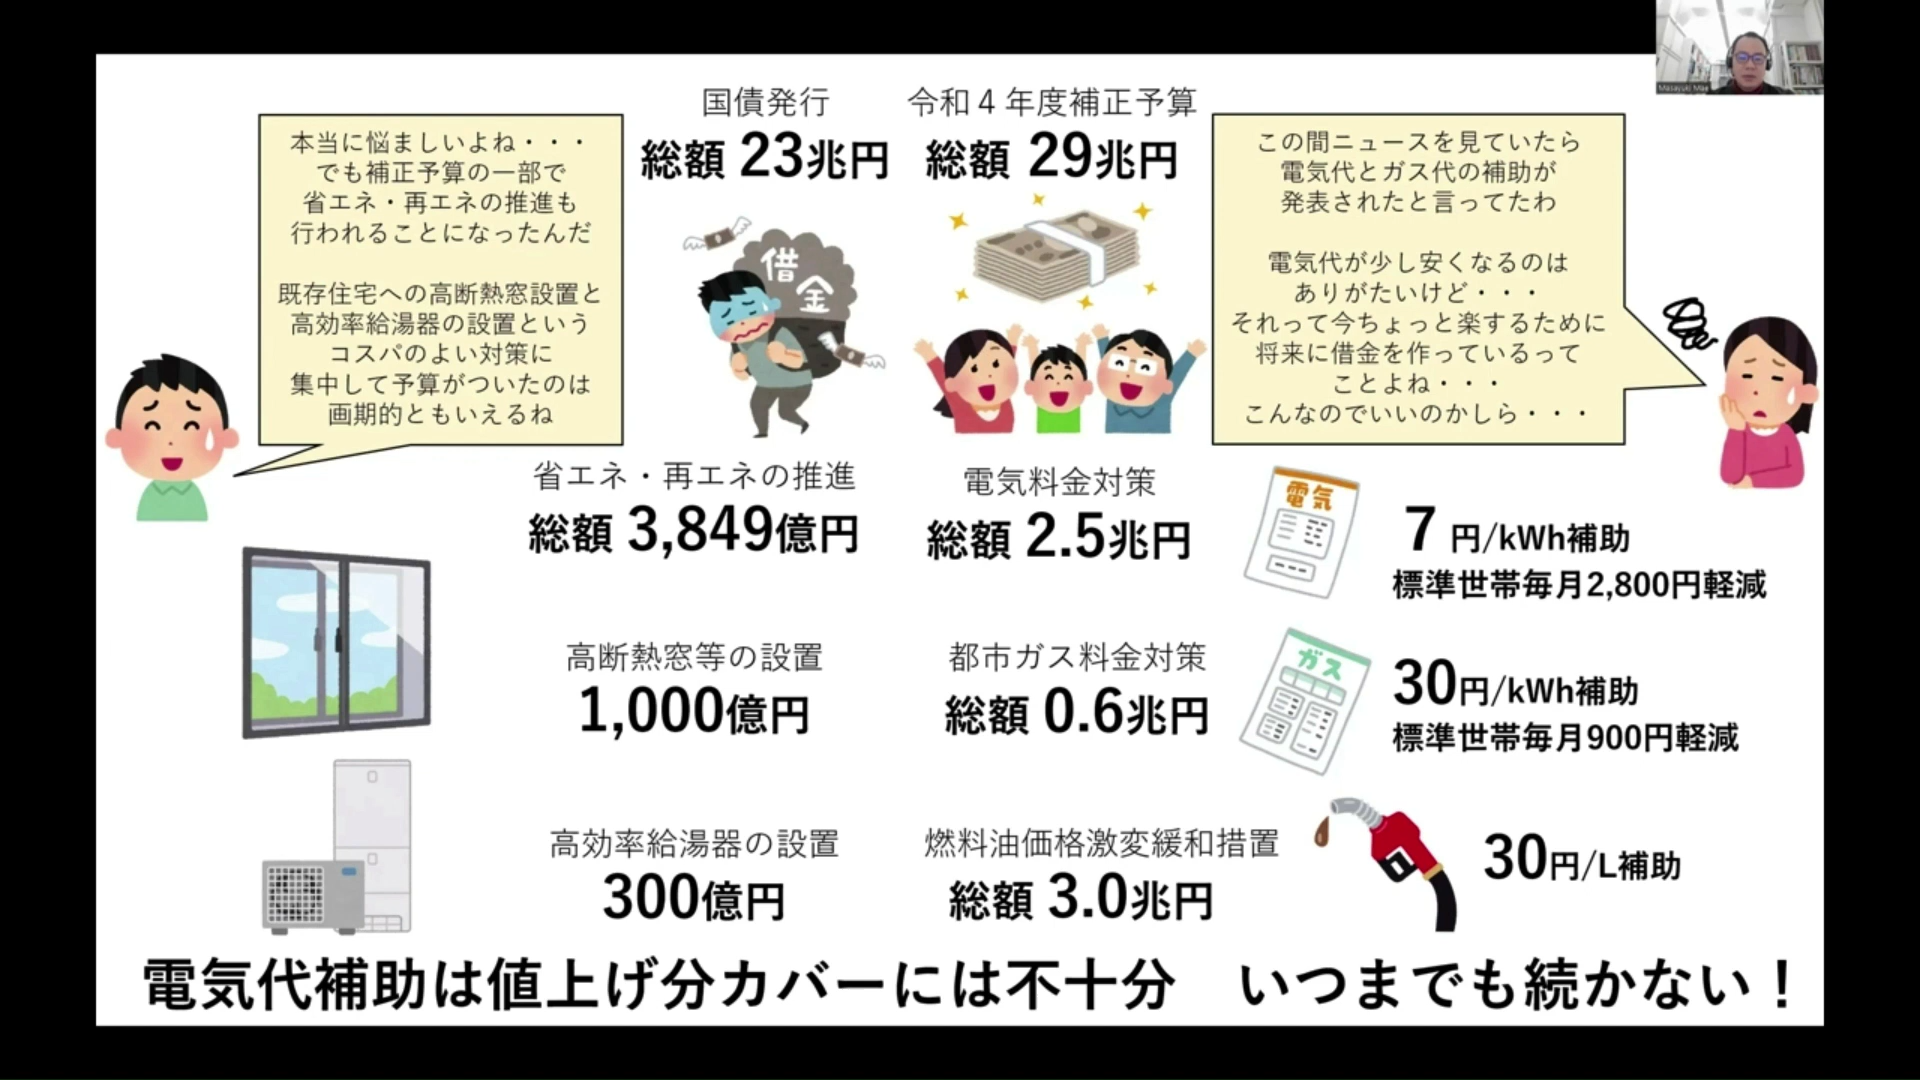 Masayuki Mae
国債発行
総額 23兆円
令和4年度補正予算
総額 29兆円
本当に悩ましいよね・・・
でも補正予算の一部で
省エネ・再エネの推進も
行われることになったんだ
既存住宅への高断熱窓設置と
高効率給湯器の設置という
コスパのよい対策に
集中して予算がついたのは
画期的ともいえるね
借
金
この間ニュースを見ていたら
電気代とガス代の補助が
発表されたと言ってたわ
電気代が少し安くなるのは
ありがたいけど・・・
それって今ちょっと楽するために
将来に借金を作っているって
ことよね・・・
こんなのでいいのかしら・・・
省エネ・再エネの推進
総額 3,849億円
電気料金対策
総額 2.5兆円
電気
7 円/kWh補助
標準世帯毎月2,800円軽減
高断熱窓等の設置
1,000億円
都市ガス料金対策
総額 0.6兆円
ガス
30円/kWh補助
標準世帯毎月900円軽減
高効率給湯器の設置
300億円
燃料油価格激変緩和措置
総額 3.0兆円
30円/L補助
電気代補助は値上げ分カバーには不十分 いつまでも続かない！